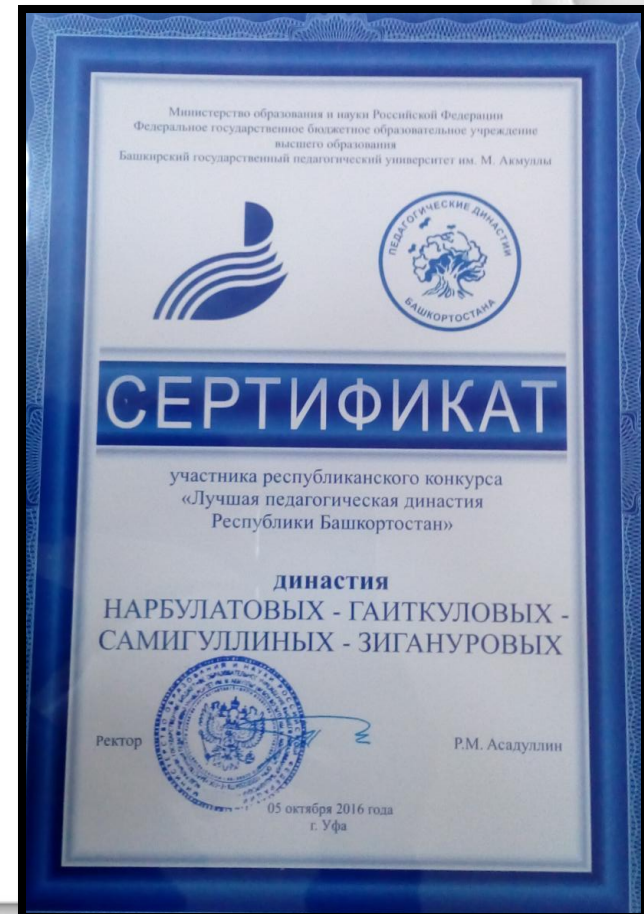 Министерство образования и науки Российской Федерации
Федеральное государственное бюджетное образовательное учреждение
высшего образования
Башкирский государственный педагогический университет им. М. Акмуллы
ПЕДАГОГИЧЕСКИЕ ДИНАСТИИ
БАШКОРТОСТАНА
СЕРТИФИКАТ
участника республиканского конкурса
«Лучшая педагогическая династия
Республики Башкортостан»
династия
НАРБУЛАТОВЫХ - ГАИТКУЛОВЫХ -
САМИГУЛЛИНЫХ - ЗИГАНУРОВЫХ
Ректор
Р.М. Асадуллин
05 октября 2016 года
г. Уфа